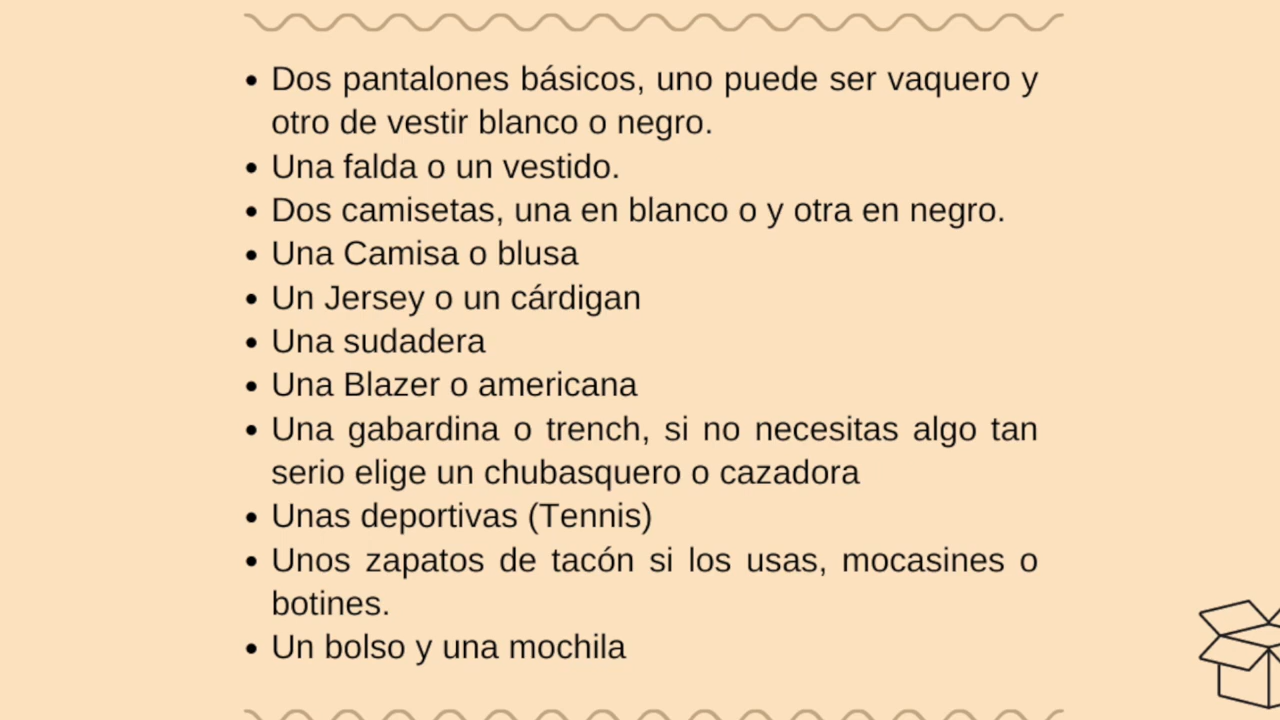 • Dos pantalones básicos, uno puede ser vaquero y
otro de vestir blanco o negro.
• Una falda o un vestido.
• Dos camisetas, una en blanco o y otra en negro.
• Una Camisa o blusa
• Un Jersey o un cárdigan
• Una sudadera
• Una Blazer o americana
• Una gabardina o trench, si no necesitas algo tan
serio elige un chubasquero o cazadora
• Unas deportivas (Tennis)
• Unos zapatos de tacón si los usas, mocasines o
botines.
• Un bolso y una mochila